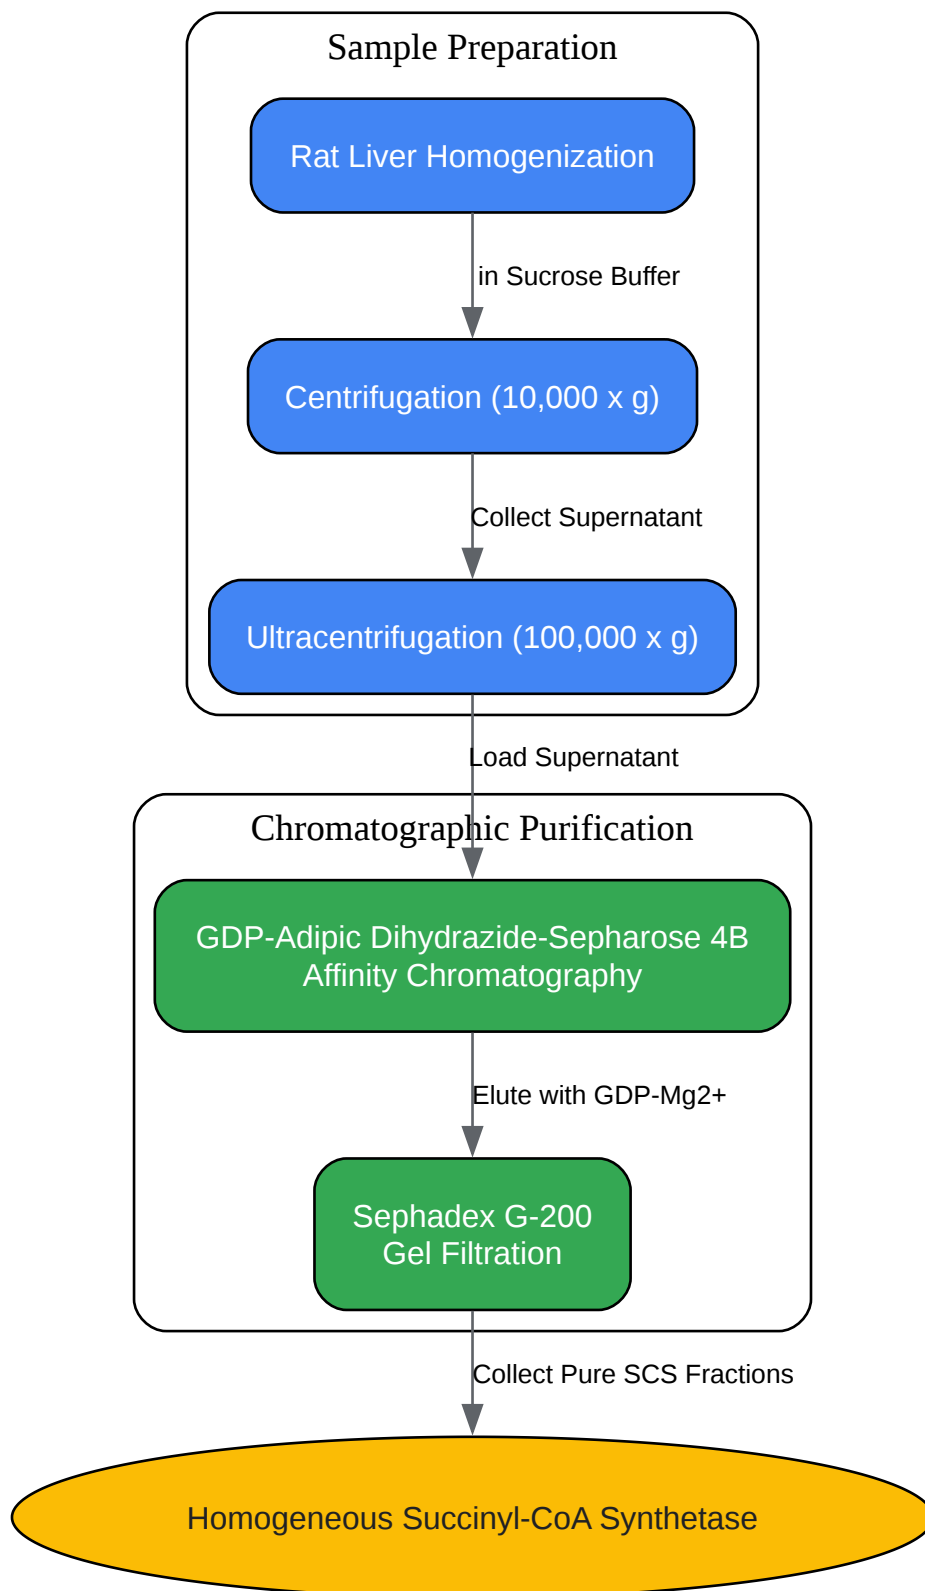 Sample Preparation
Rat Liver Homogenization
in Sucrose Buffer
Centrifugation (10,000 x g)
Collect Supernatant
Ultracentrifugation (100,000 x g)
Load Supernatant
Chromatographic Purification
GDP-Adipic Dihydrazide-Sepharose 4B
Affinity Chromatography
Elute with GDP-Mg2+
Sephadex G-200
Gel Filtration
Collect Pure SCS Fractions
Homogeneous Succinyl-CoA Synthetase